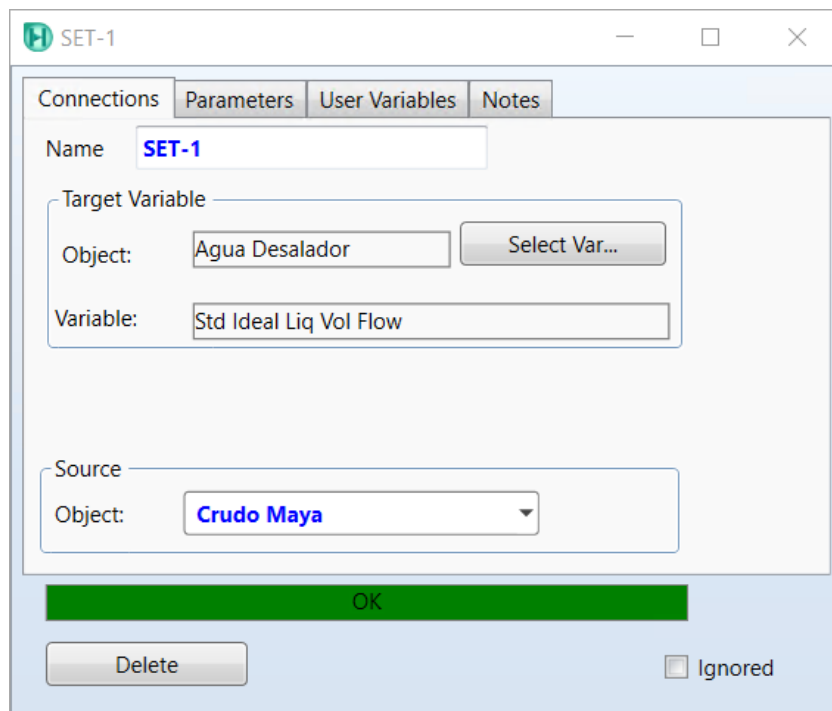 SET-1
Connections Parameters User Variables Notes
Name SET-1
Target Variable
Object: Agua Desalador Select Var...
Variable: Std Ideal Liq Vol Flow
Source
Object: Crudo Maya
OK
Delete Ignored